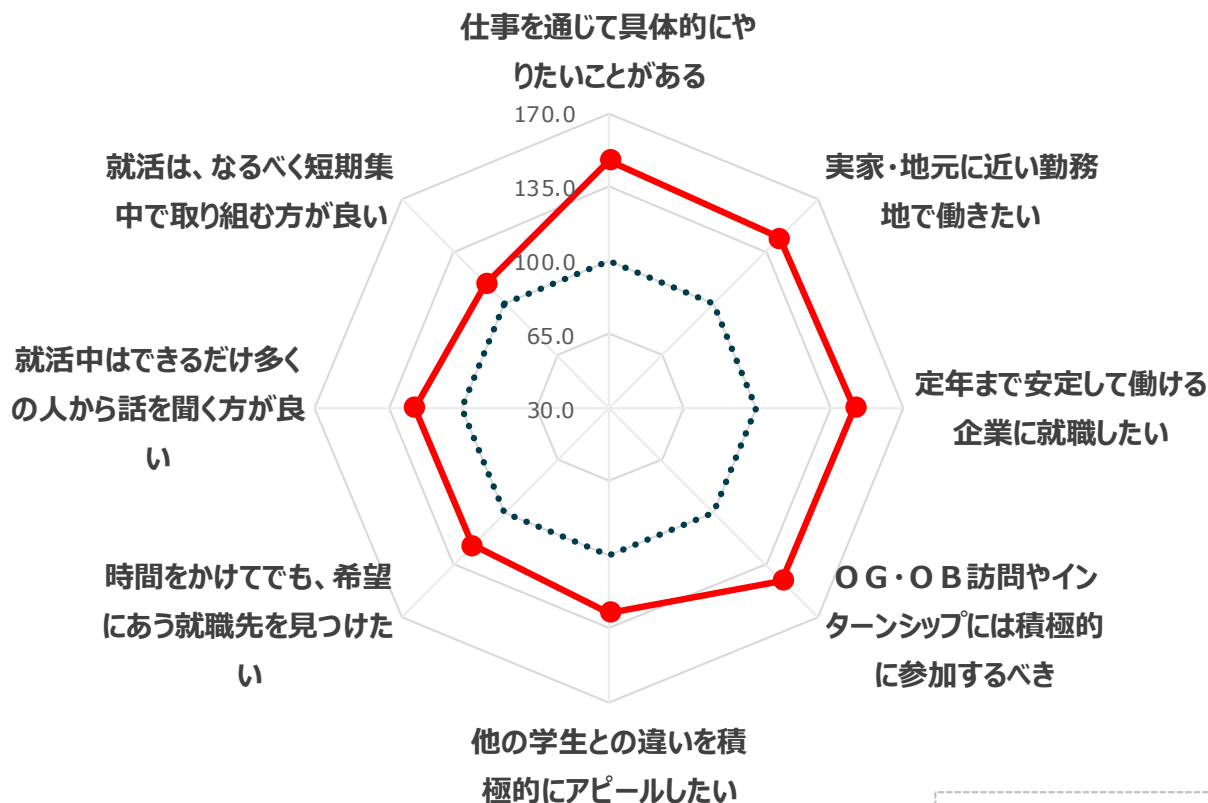 仕事を通じて具体的にや
りたいことがある
170.0
135.0
100.0
65.0
30.0
実家･地元に近い勤務
地で働きたい
定年まで安定して働ける
企業に就職したい
ＯＧ･ＯＢ訪問やイン
ターンシップには積極的
に参加するべき
他の学生との違いを積
極的にアピールしたい
時間をかけてでも、希望
にあう就職先を見つけた
い
就活中はできるだけ多く
の人から話を聞く方が良
い
就活は、なるべく短期集
中で取り組む方が良い